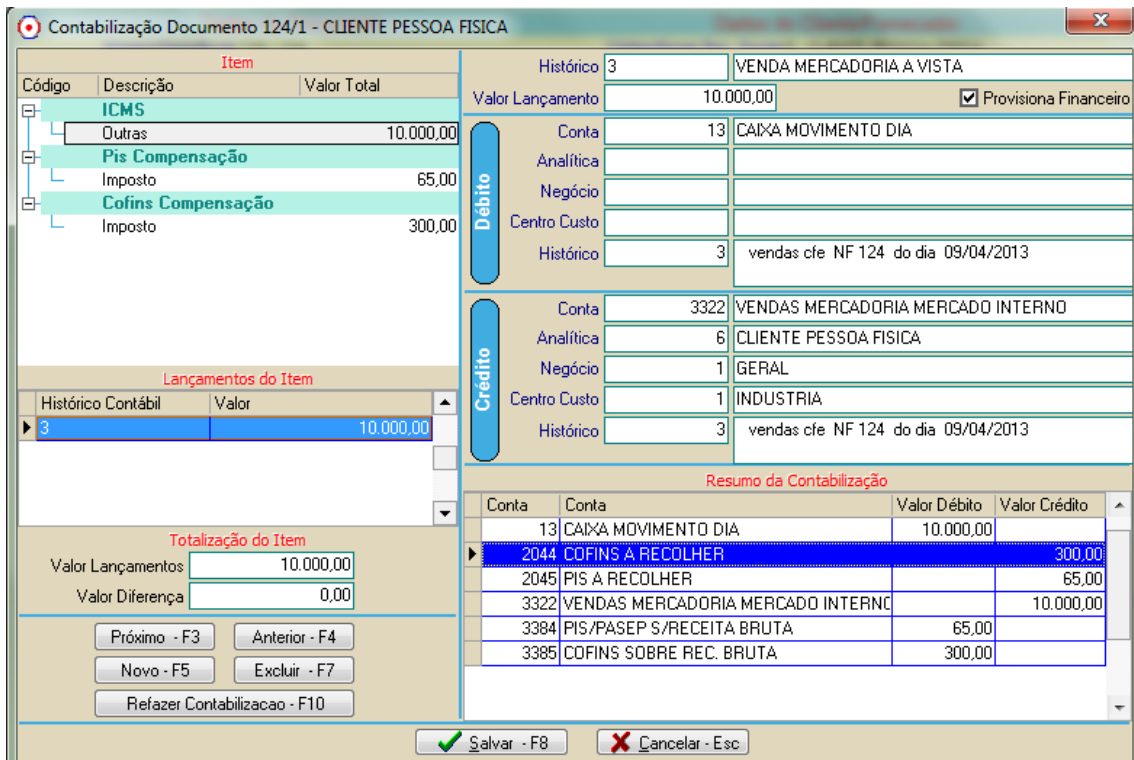 Contabilização Documento 124/1 - CLIENTE PESSOA FISICA
Item
Código Descrição Valor Total
ICMS
Outras 10.000,00
Pis Compensação
Imposto 65,00
Cofins Compensação
Imposto 300,00
Lançamentos do Item
Histórico Contábil Valor
3 10.000,00
Totalização do Item
Valor Lançamentos 10.000,00
Valor Diferença 0,00
Próximo - F3 Anterior - F4
Novo - F5 Excluir - F7
Refazer Contabilizacao - F10
Histórico 3 VENDA MERCADORIA A VISTA
Valor Lançamento 10.000,00 Provisiona Financeiro
Débito
Conta 13 CAIXA MOVIMENTO DIA
Analítica
Negócio
Centro Custo
Histórico 3 vendas cfe NF 124 do dia 09/04/2013
Crédito
Conta 3322 VENDAS MERCADORIA MERCADO INTERNO
Analítica 6 CLIENTE PESSOA FISICA
Negócio 1 GERAL
Centro Custo 1 INDUSTRIA
Histórico 3 vendas cfe NF 124 do dia 09/04/2013
Resumo da Contabilização
Conta Conta Valor Débito Valor Crédito
13 CAIXA MOVIMENTO DIA 10.000,00
2044 COFINS A RECOLHER 300,00
2045 PIS A RECOLHER 65,00
3322 VENDAS MERCADORIA MERCADO INTERNO 10.000,00
3384 PIS/PASEP S/RECEITA BRUTA 65,00
3385 COFINS SOBRE REC. BRUTA 300,00
Salvar - F8 Cancelar - Esc